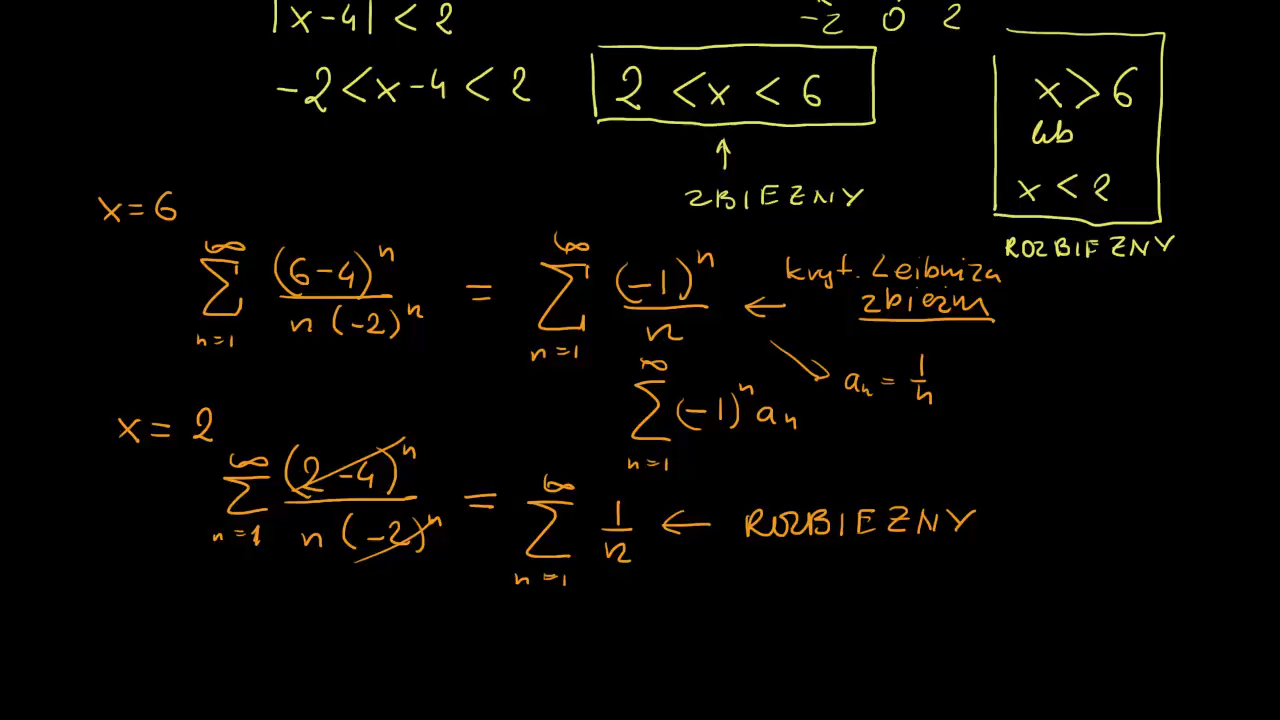 |x-4| < 2
-2 0 2
-2 < x-4 < 2
2 < x < 6
x > 6
lub
x < 2
ZBIEZNY
ROZBIEZNY
x = 6
∑_{n=1}^{∞} (6-4)^n / n(-2)^n = ∑_{n=1}^{∞} (-1)^n / n ←
kryt. Leibniza
zbiezny
a_n = 1/n
∑_{n=1}^{∞} (-1)^n a_n
x = 2
∑_{n=1}^{∞} (2-4)^n / n(-2)^n = ∑_{n=1}^{∞} 1/n ← ROZBIEZNY